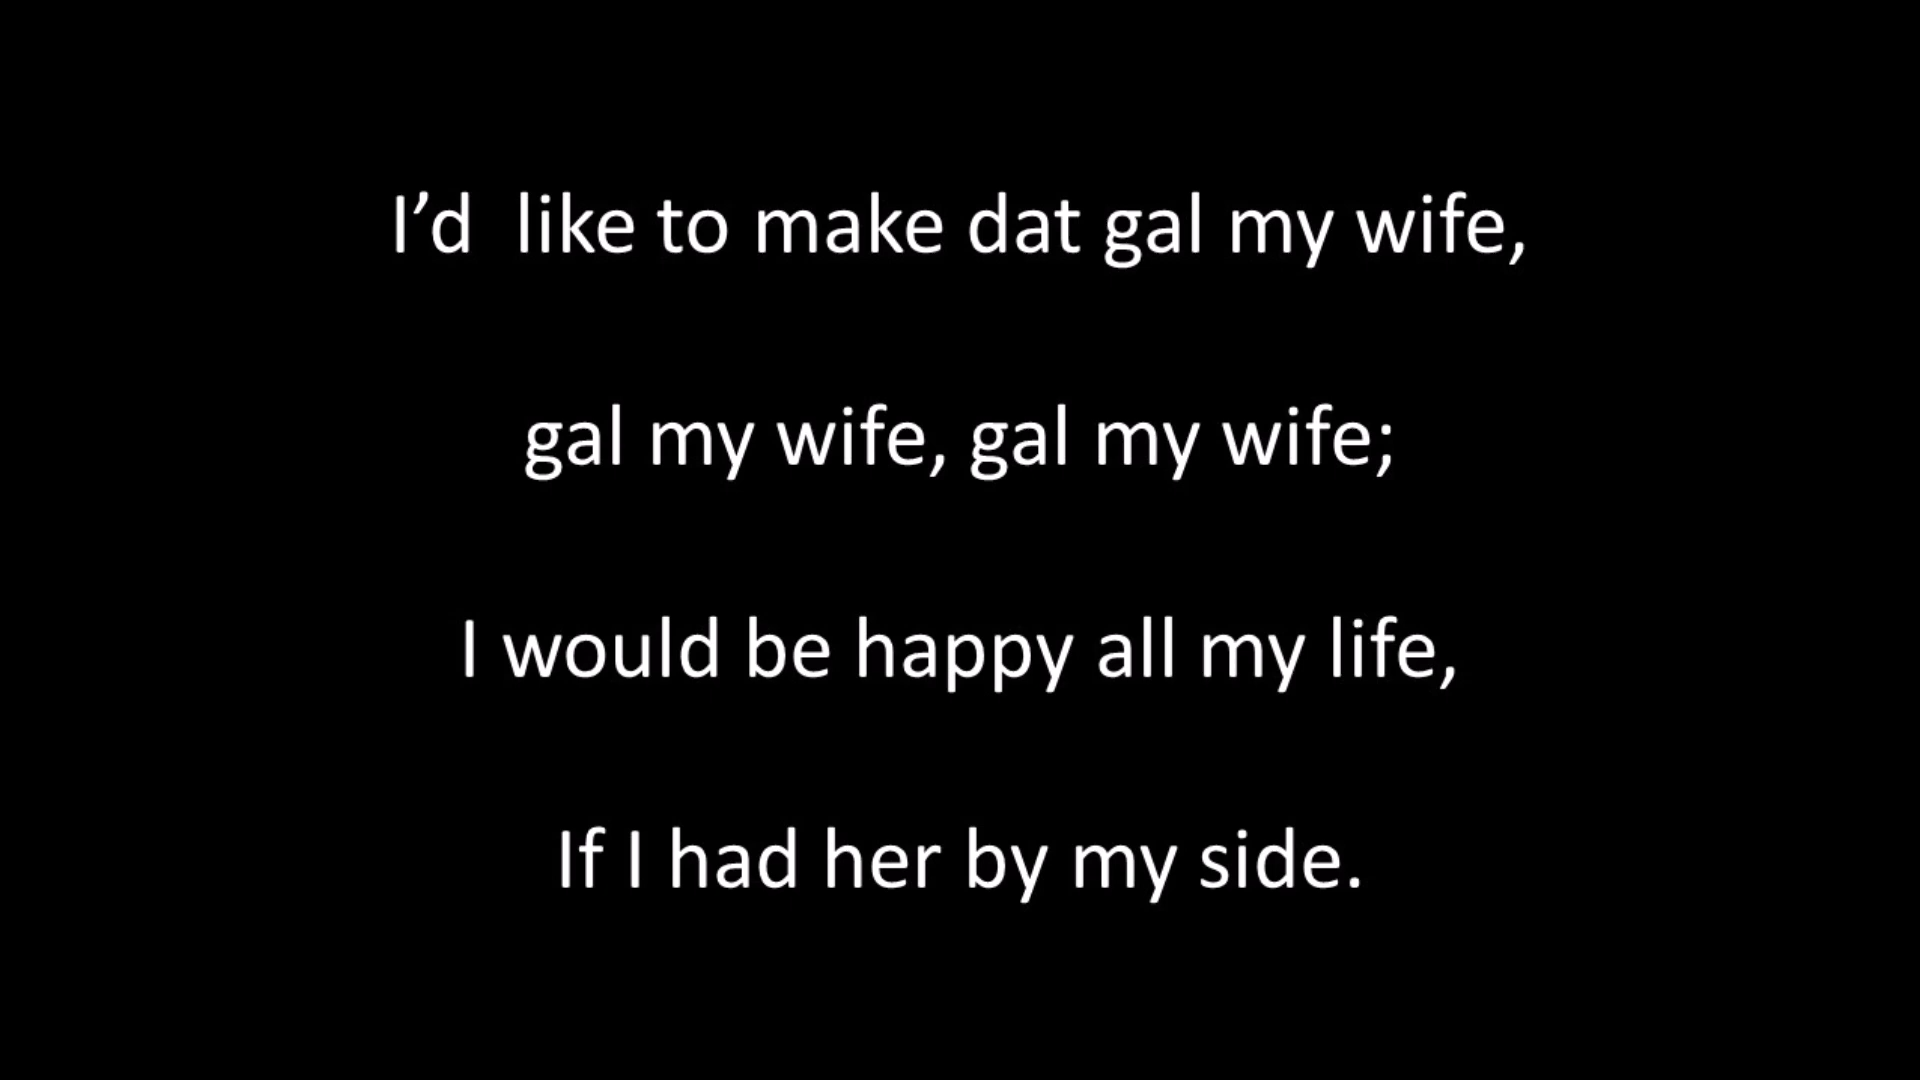 I’d  like to make dat gal my wife,
gal my wife, gal my wife;
I would be happy all my life,
If I had her by my side.